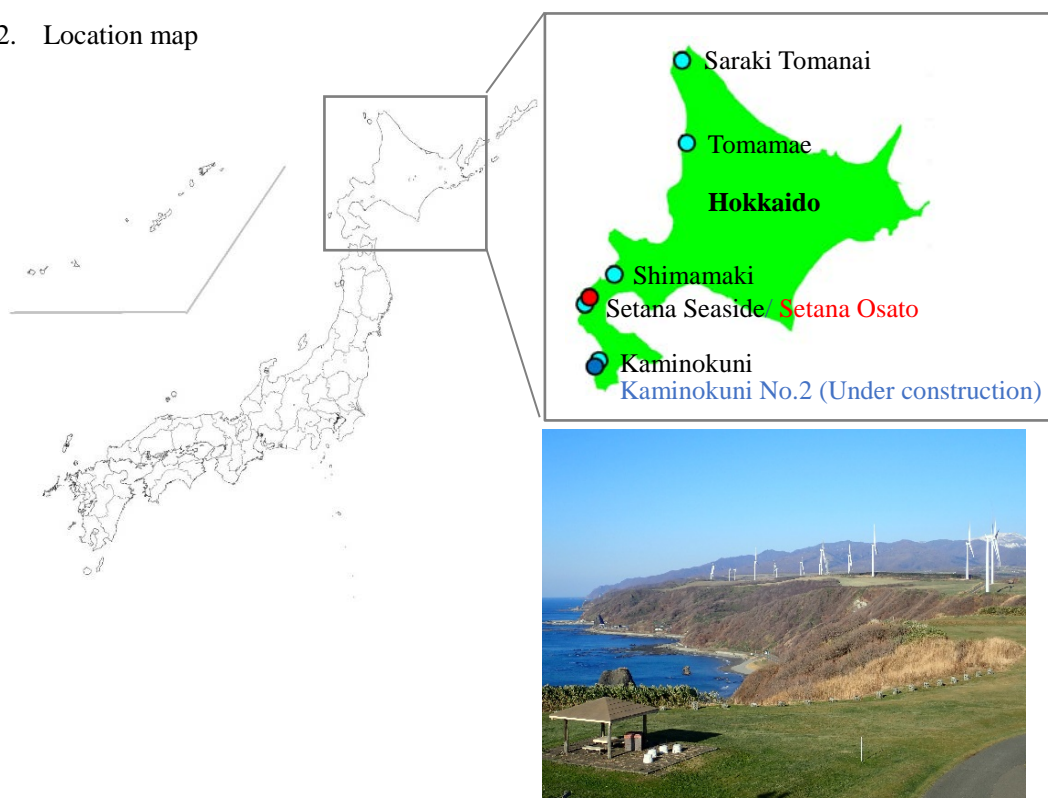 2. Location map
Saraki Tomanai
Tomamae
Hokkaido
Shimamaki
Setana Seaside/ Setana Osato
Kaminokuni
Kaminokuni No.2 (Under construction)